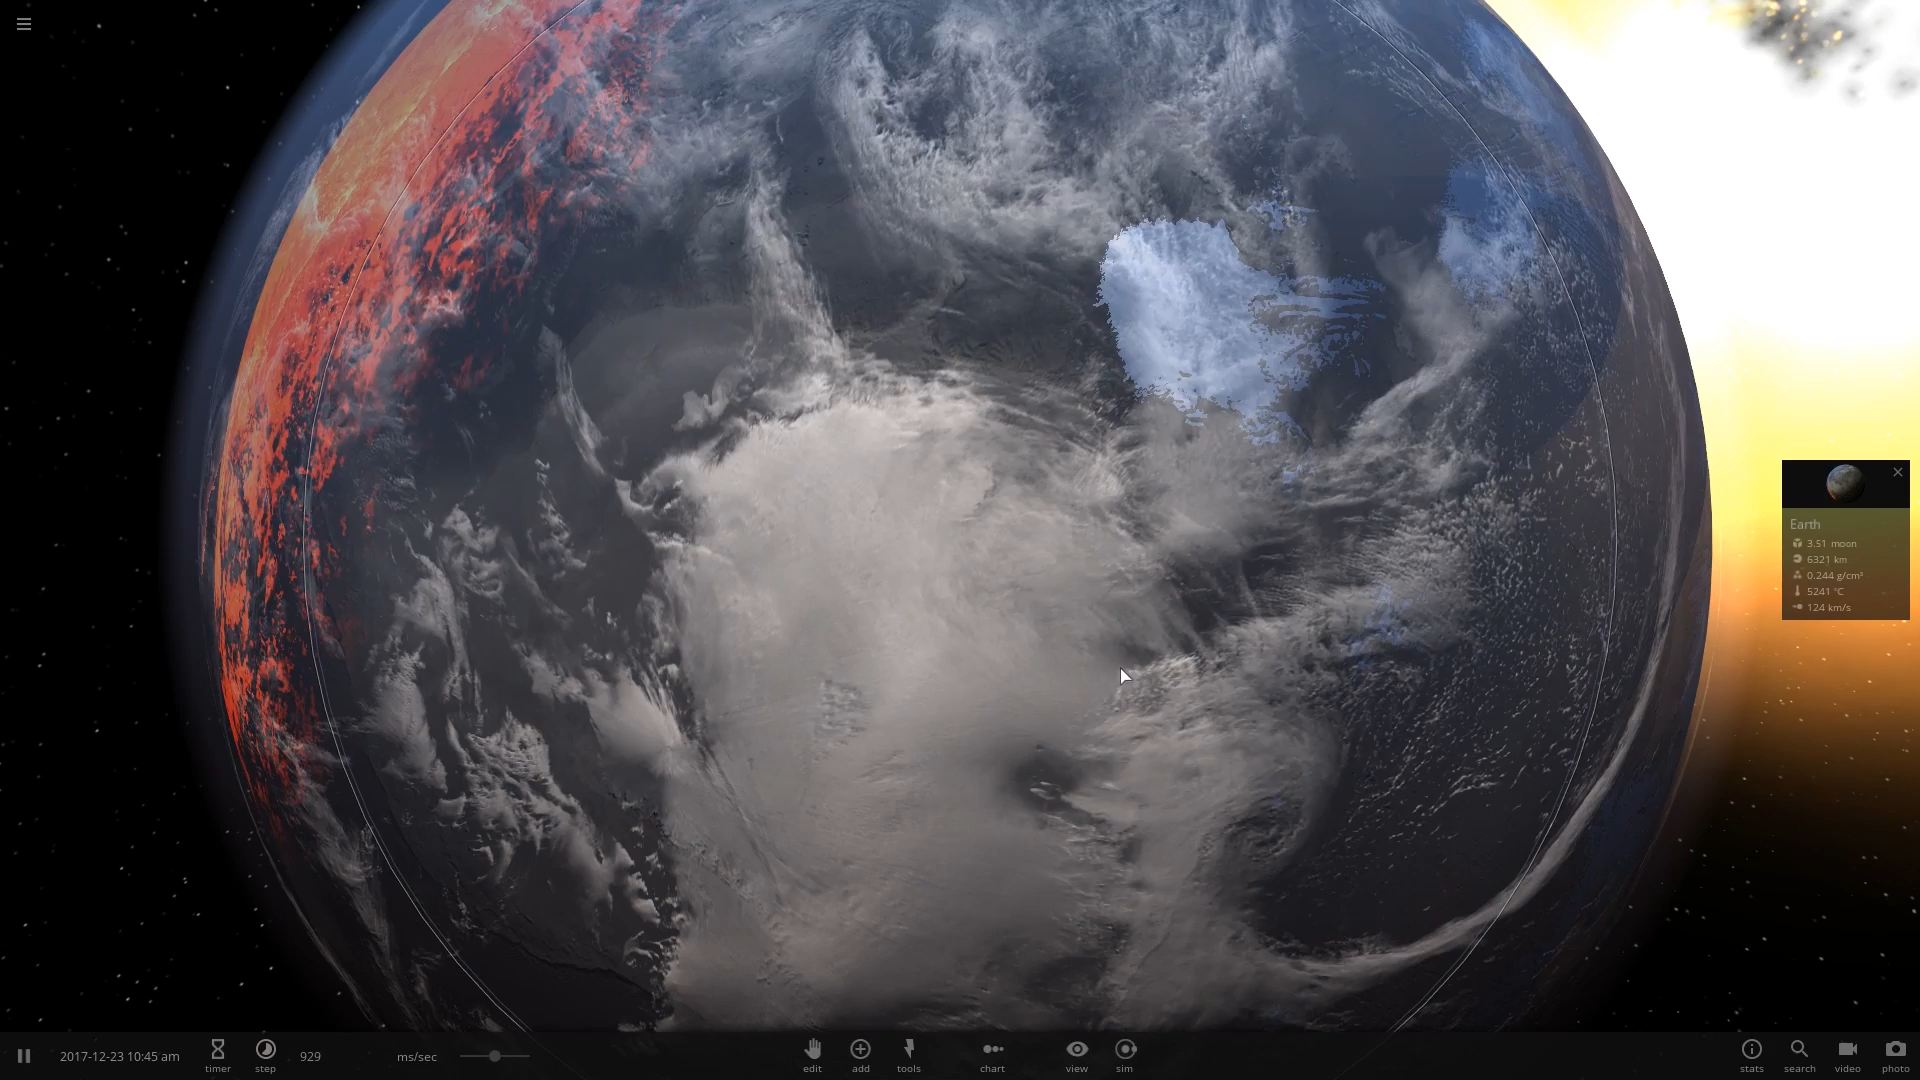 Earth
3.51 moon
6321 km
0.244 g/cm³
5241 °C
124 km/s
2017-12-23 10:45 am
timer
step
929
ms/sec
edit
add
tools
chart
view
sim
stats
search
video
photo